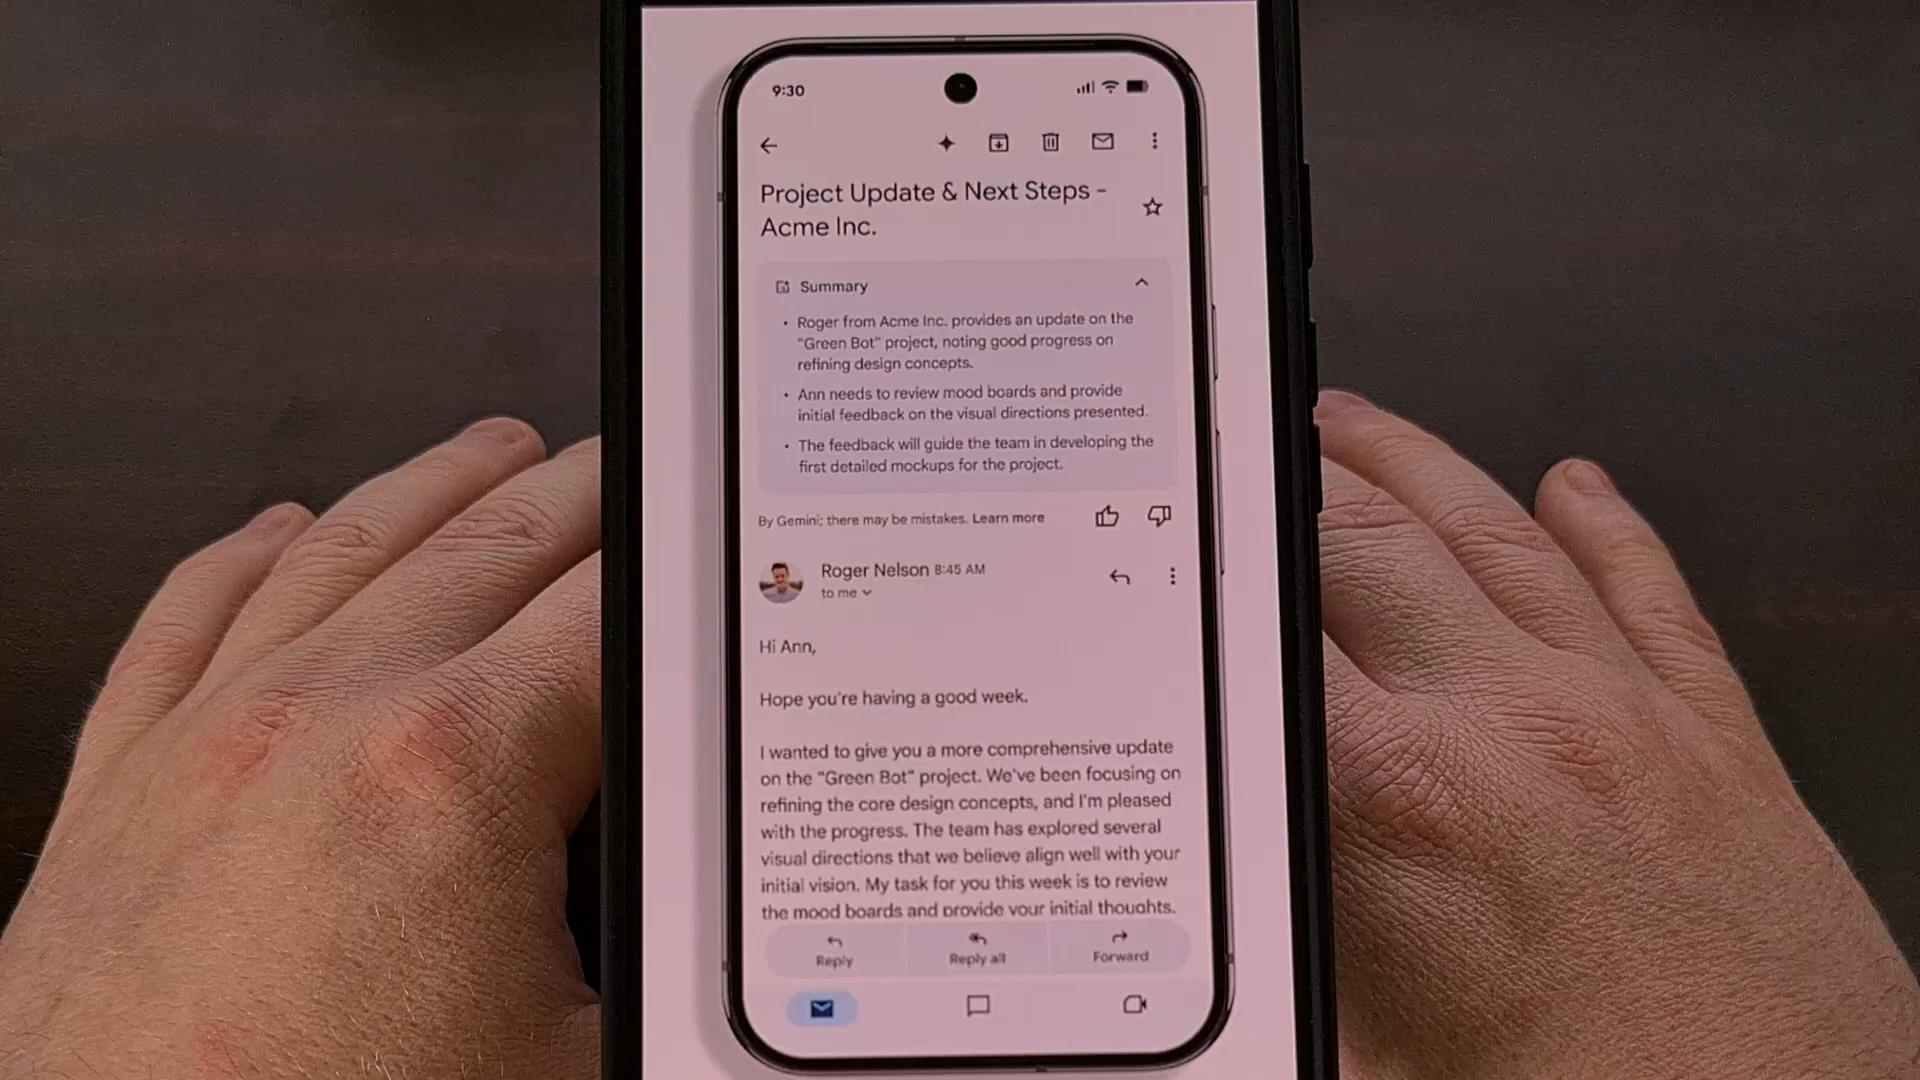 9:30
Project Update & Next Steps -
Acme Inc.
Summary
• Roger from Acme Inc. provides an update on the
"Green Bot" project, noting good progress on
refining design concepts.
• Ann needs to review mood boards and provide
initial feedback on the visual directions presented.
• The feedback will guide the team in developing the
first detailed mockups for the project.
By Gemini; there may be mistakes. Learn more
Roger Nelson 8:45 AM
to me
Hi Ann,
Hope you're having a good week.
I wanted to give you a more comprehensive update
on the "Green Bot" project. We've been focusing on
refining the core design concepts, and I'm pleased
with the progress. The team has explored several
visual directions that we believe align well with your
initial vision. My task for you this week is to review
the mood boards and provide your initial thoughts.
Reply Reply all Forward